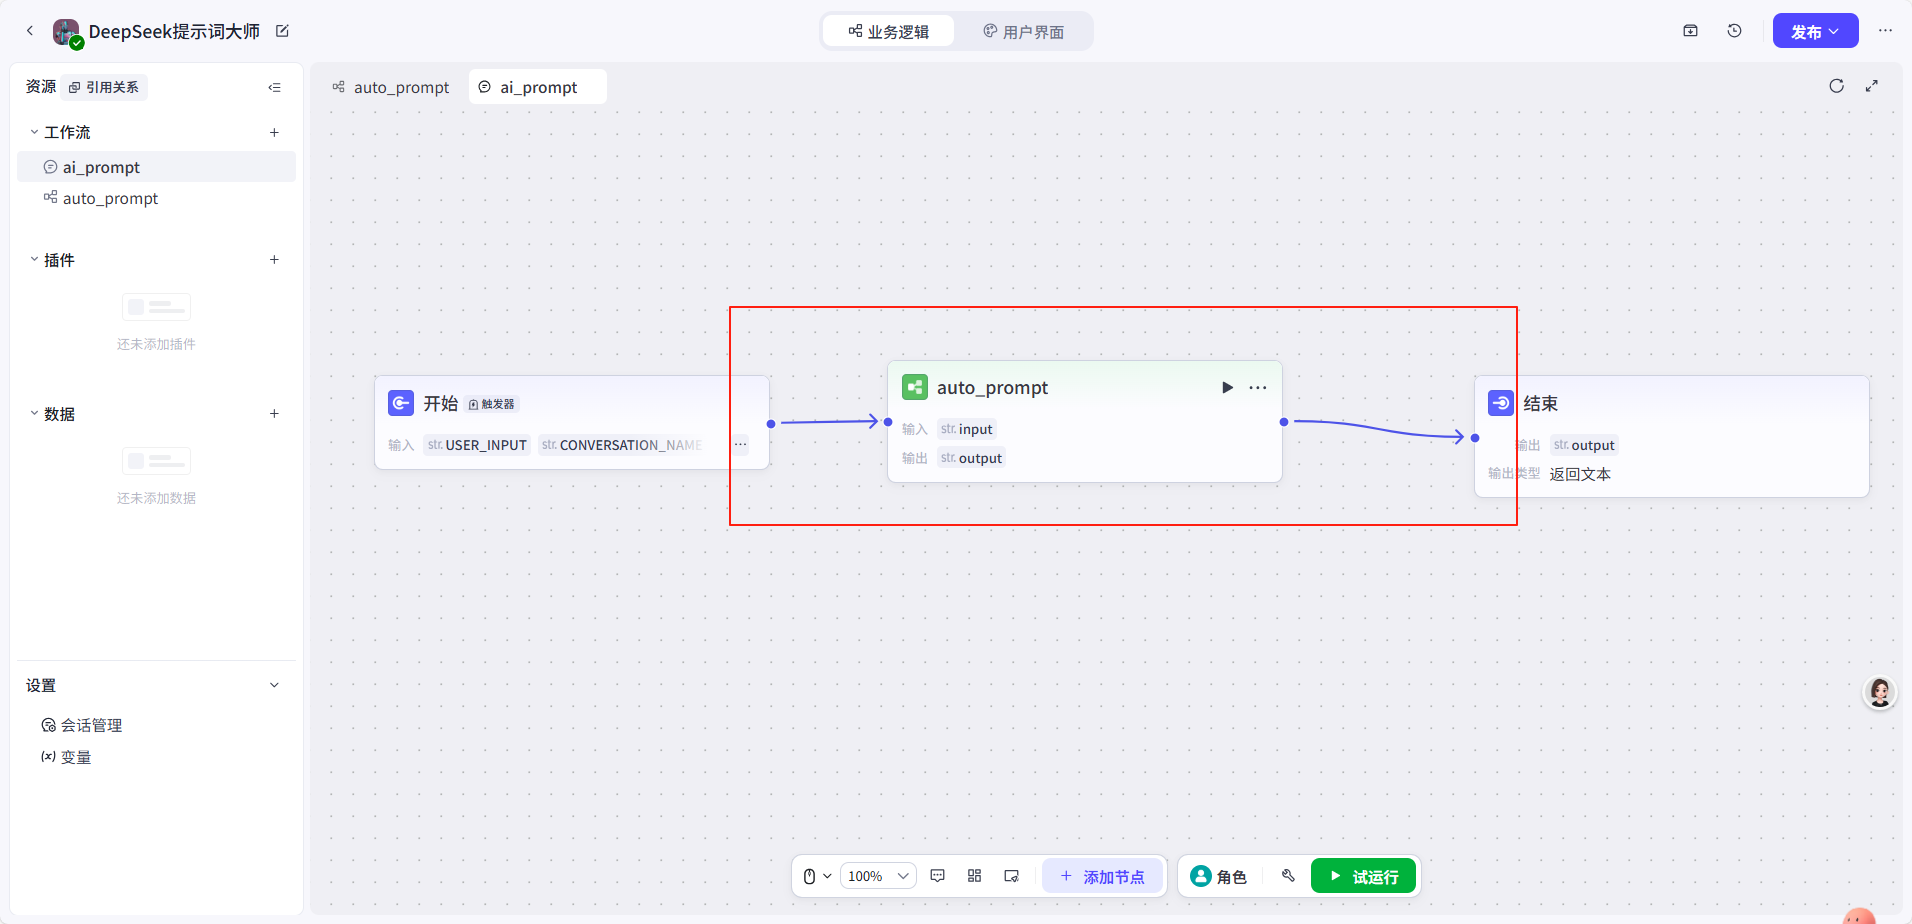 DeepSeek提示词大师
业务逻辑
用户界面
发布
资源
引用关系
工作流
ai_prompt
auto_prompt
插件
还未添加插件
数据
还未添加数据
设置
会话管理
(x) 变量
auto_prompt
ai_prompt
开始
触发器
输入 str. USER_INPUT str. CONVERSATION_NAME ...
auto_prompt
输入 str. input
输出 str. output
结束
输出 str. output
输出类型 返回文本
100%
添加节点
角色
试运行